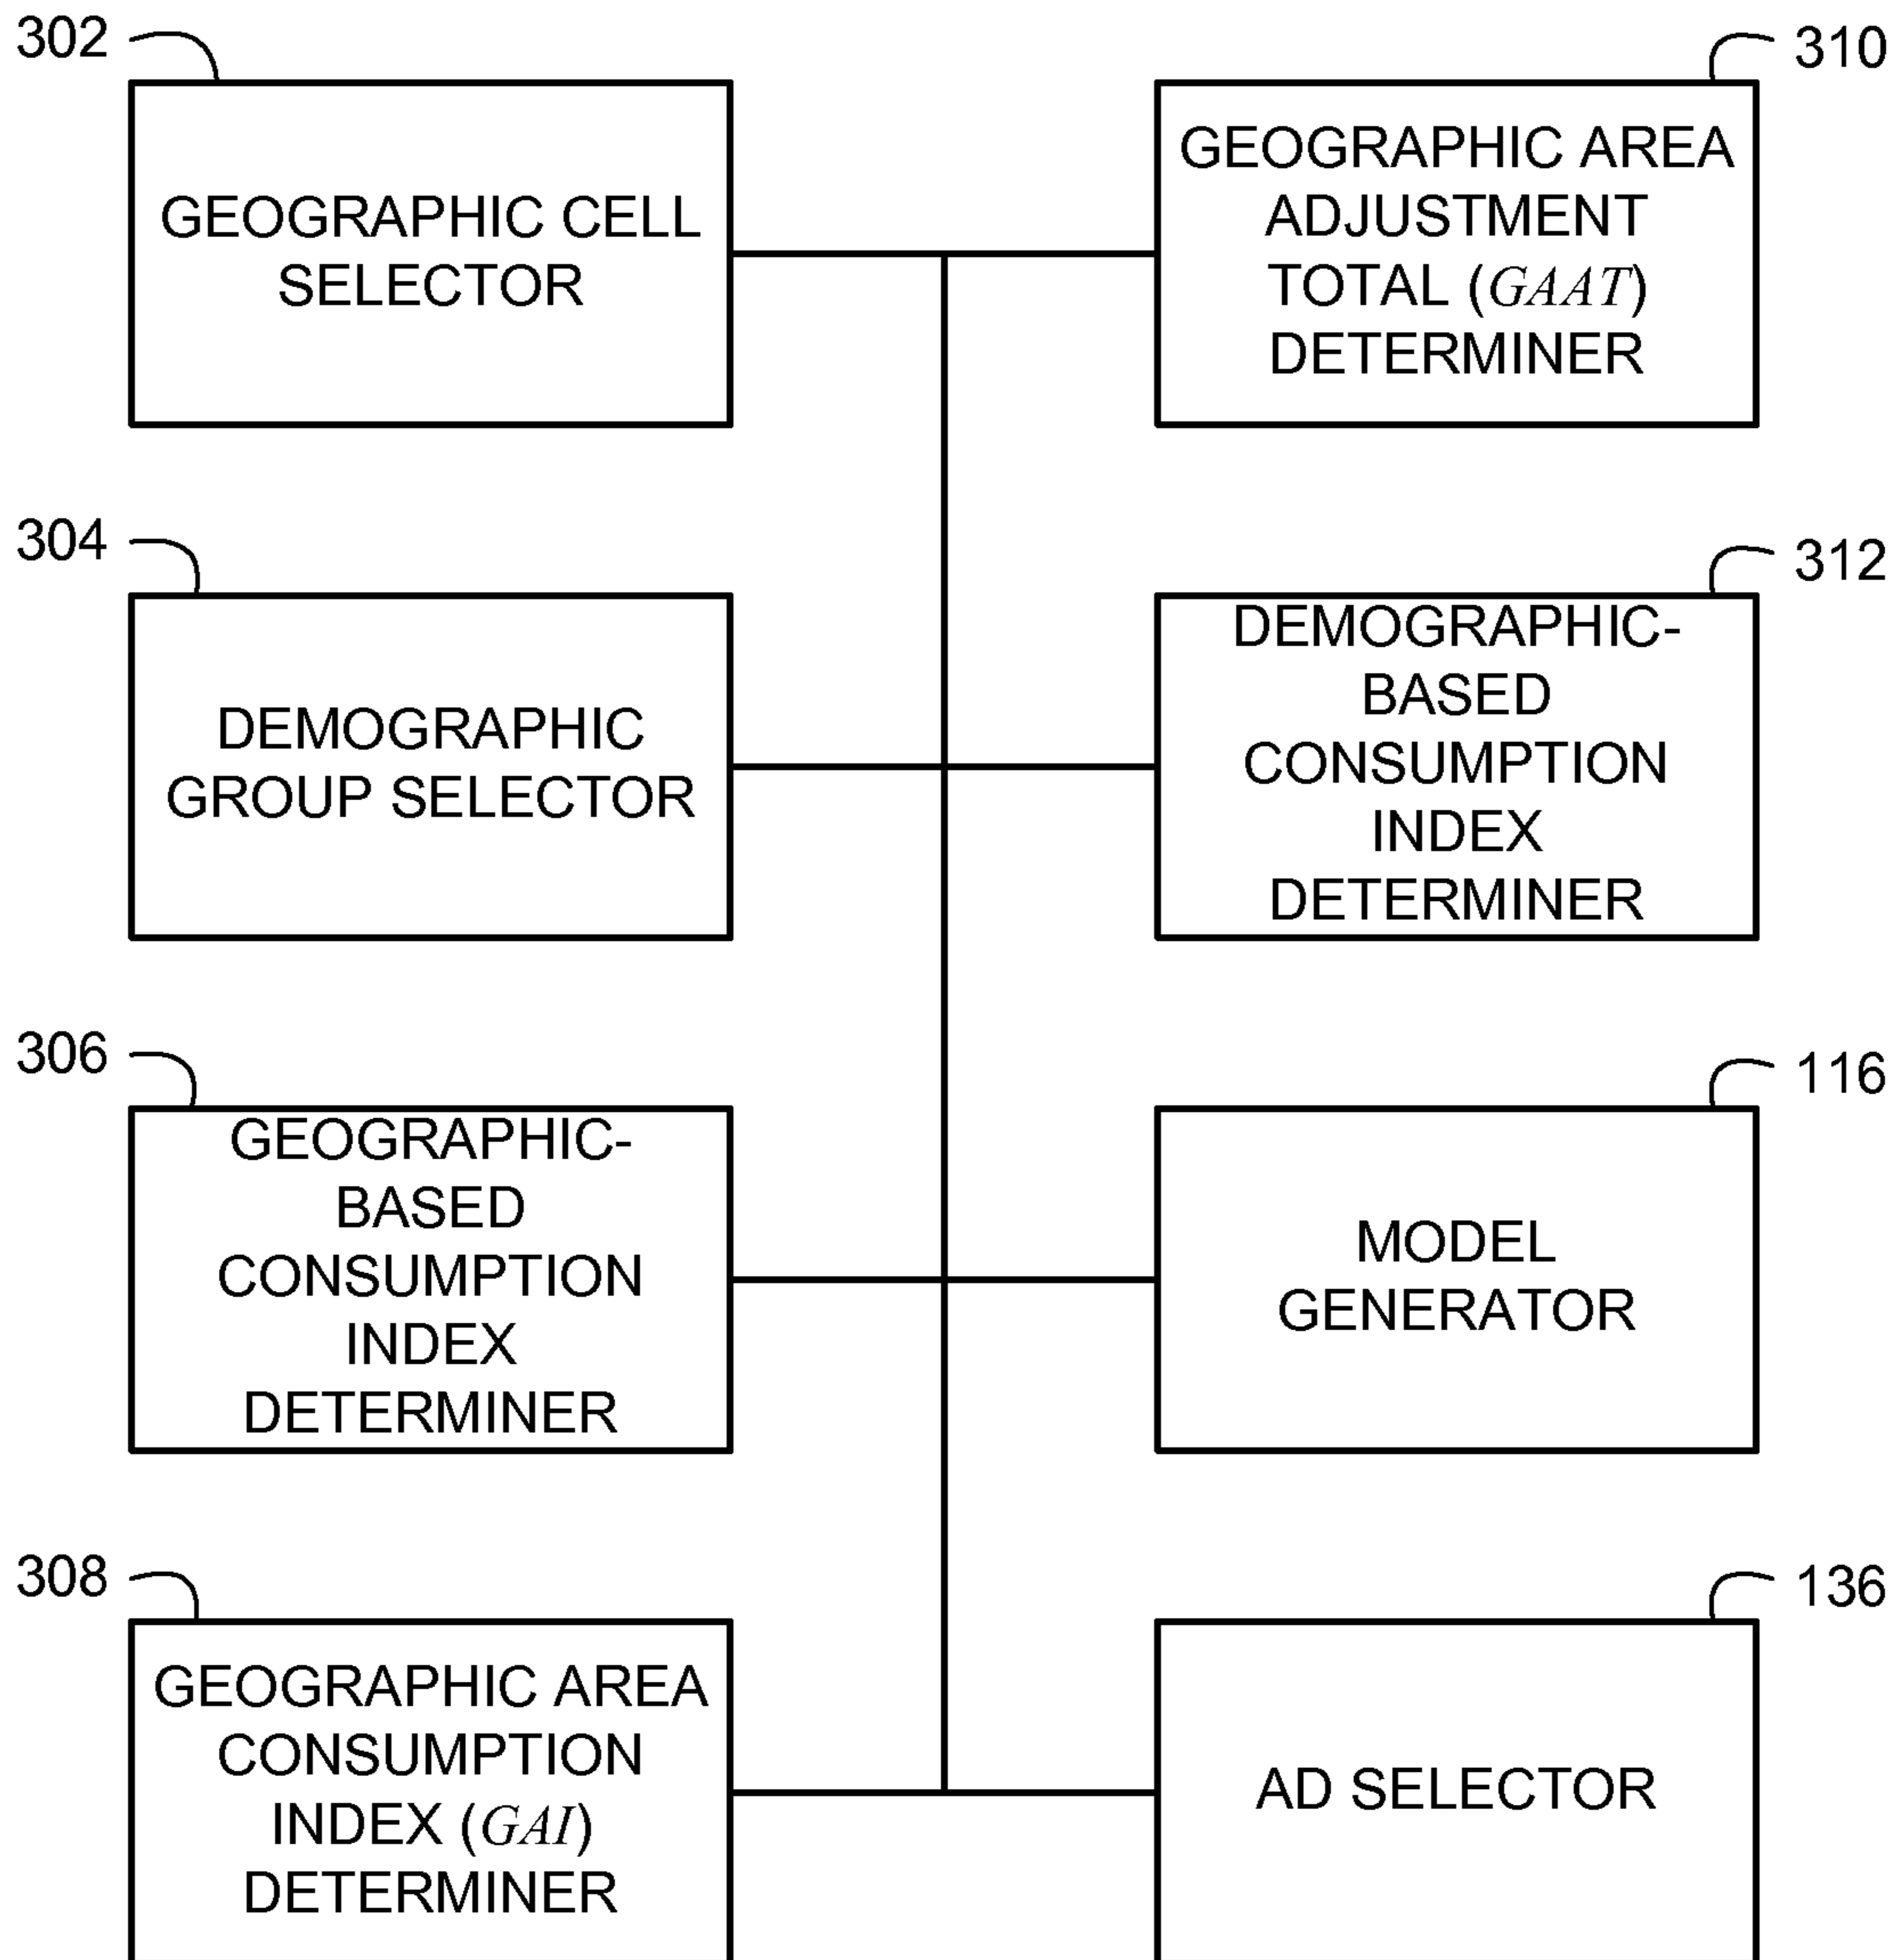 302
GEOGRAPHIC CELL
SELECTOR
310
GEOGRAPHIC AREA
ADJUSTMENT
TOTAL (GAAT)
DETERMINER
304
DEMOGRAPHIC
GROUP SELECTOR
312
DEMOGRAPHIC-
BASED
CONSUMPTION
INDEX
DETERMINER
306
GEOGRAPHIC-
BASED
CONSUMPTION
INDEX
DETERMINER
116
MODEL
GENERATOR
308
GEOGRAPHIC AREA
CONSUMPTION
INDEX (GAI)
DETERMINER
136
AD SELECTOR